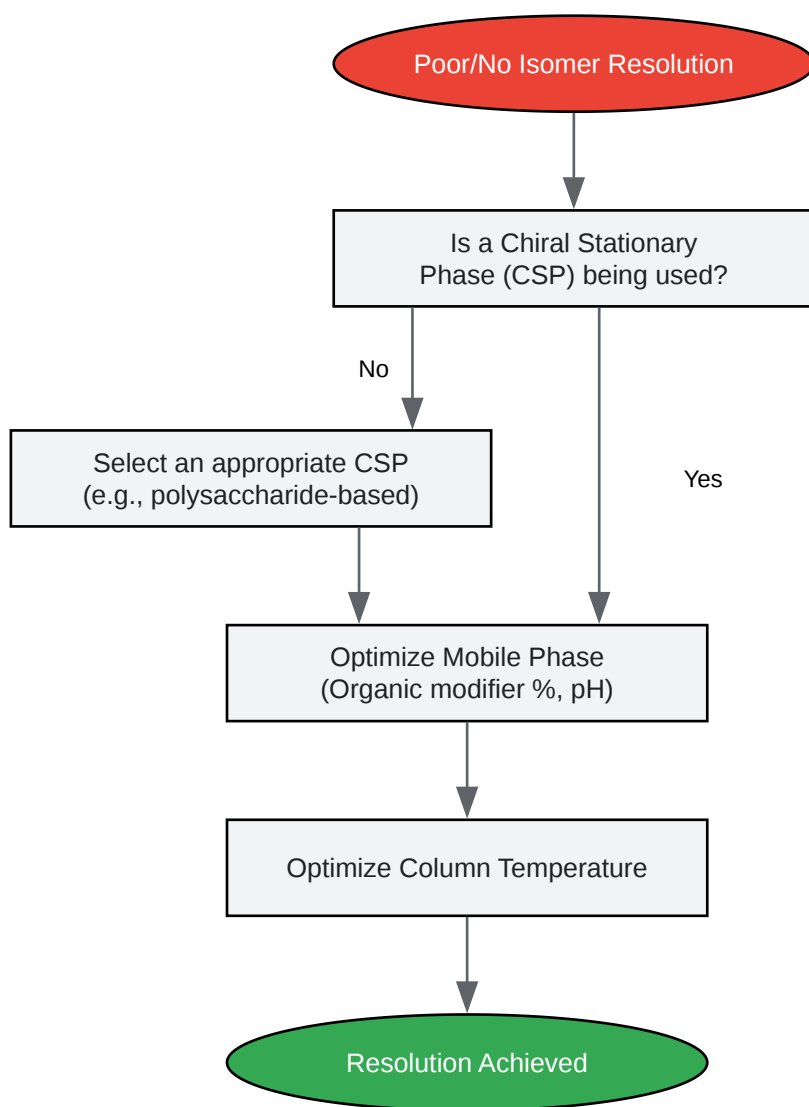 Poor/No Isomer Resolution
Is a Chiral Stationary
Phase (CSP) being used?
No
Select an appropriate CSP
(e.g., polysaccharide-based)
Yes
Optimize Mobile Phase
(Organic modifier %, pH)
Optimize Column Temperature
Resolution Achieved